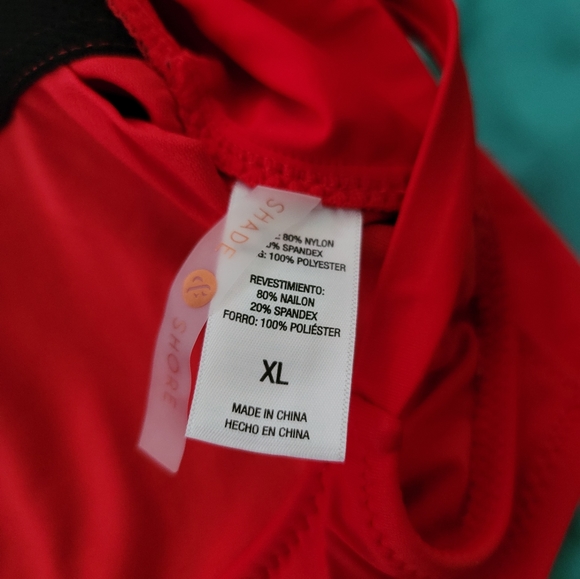 SHADE
SHORE
: 80% NYLON
% SPANDEX
: 100% POLYESTER
REVESTIMIENTO:
80% NAILON
20% SPANDEX
FORRO: 100% POLIÉSTER
XL
MADE IN CHINA
HECHO EN CHINA